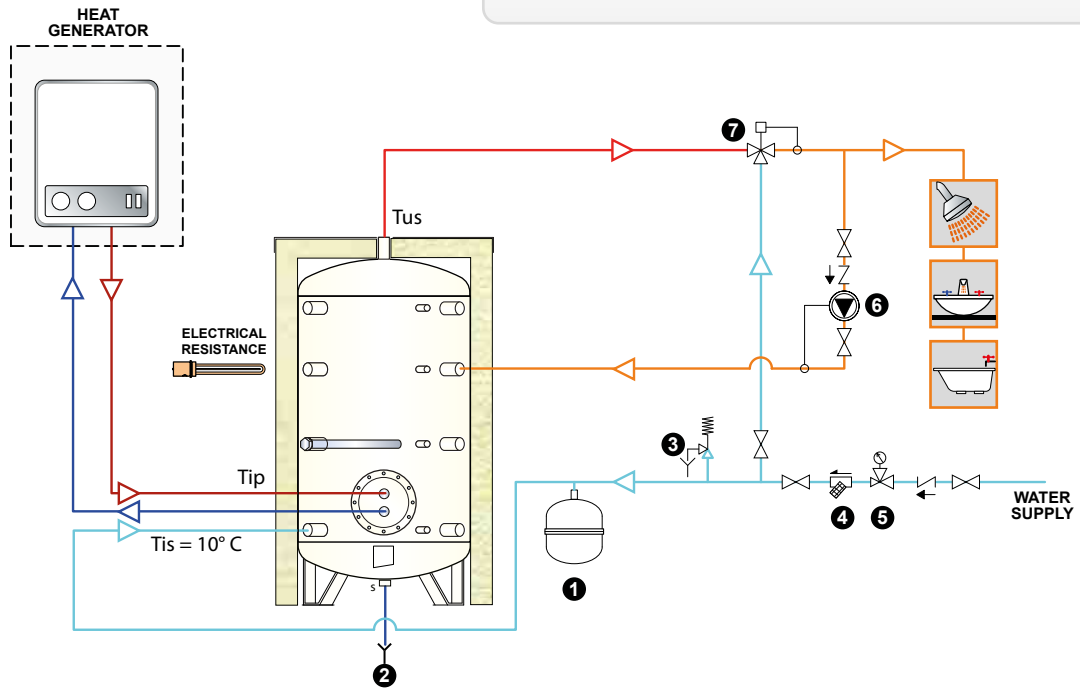 HEAT
GENERATOR
7
Tus
6
ELECTRICAL
RESISTANCE
3
Tip
4
5
WATER
SUPPLY
Tis = 10° C
1
s
2